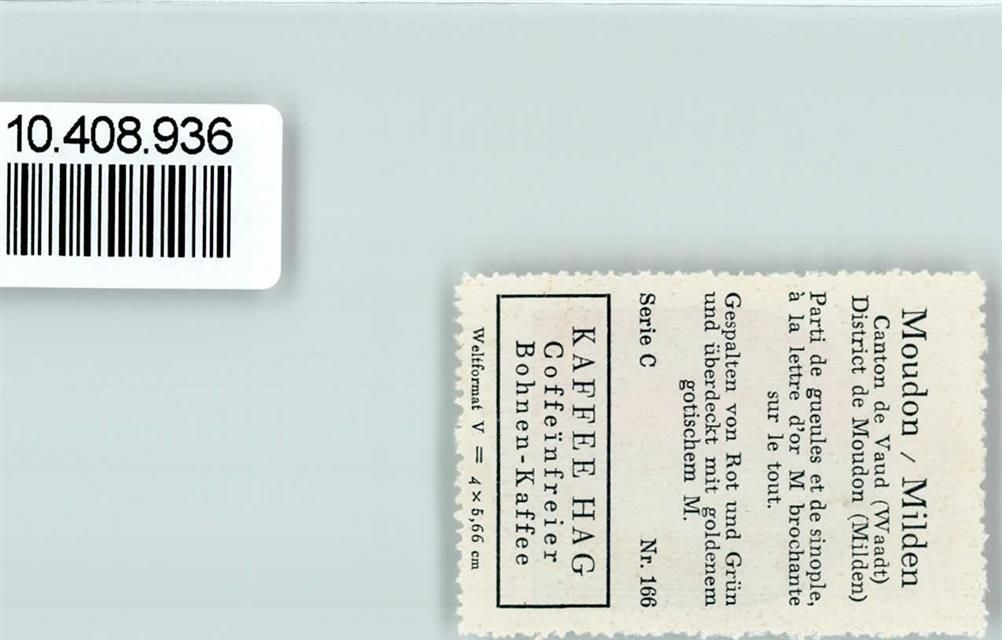 10.408.936
Moudon / Milden
Canton de Vaud (Waadt)
District de Moudon (Milden)
Parti de gueules et de sinople,
à la lettre d'or M brochante
sur le tout.
Gespalten von Rot und Grün
und überdeckt mit goldenem
gotischem M.
Serie C Nr. 166
KAFFEE HAG
Coffeïnfreier
Bohnen-Kaffee
Weltformat V = 4 × 5,66 cm